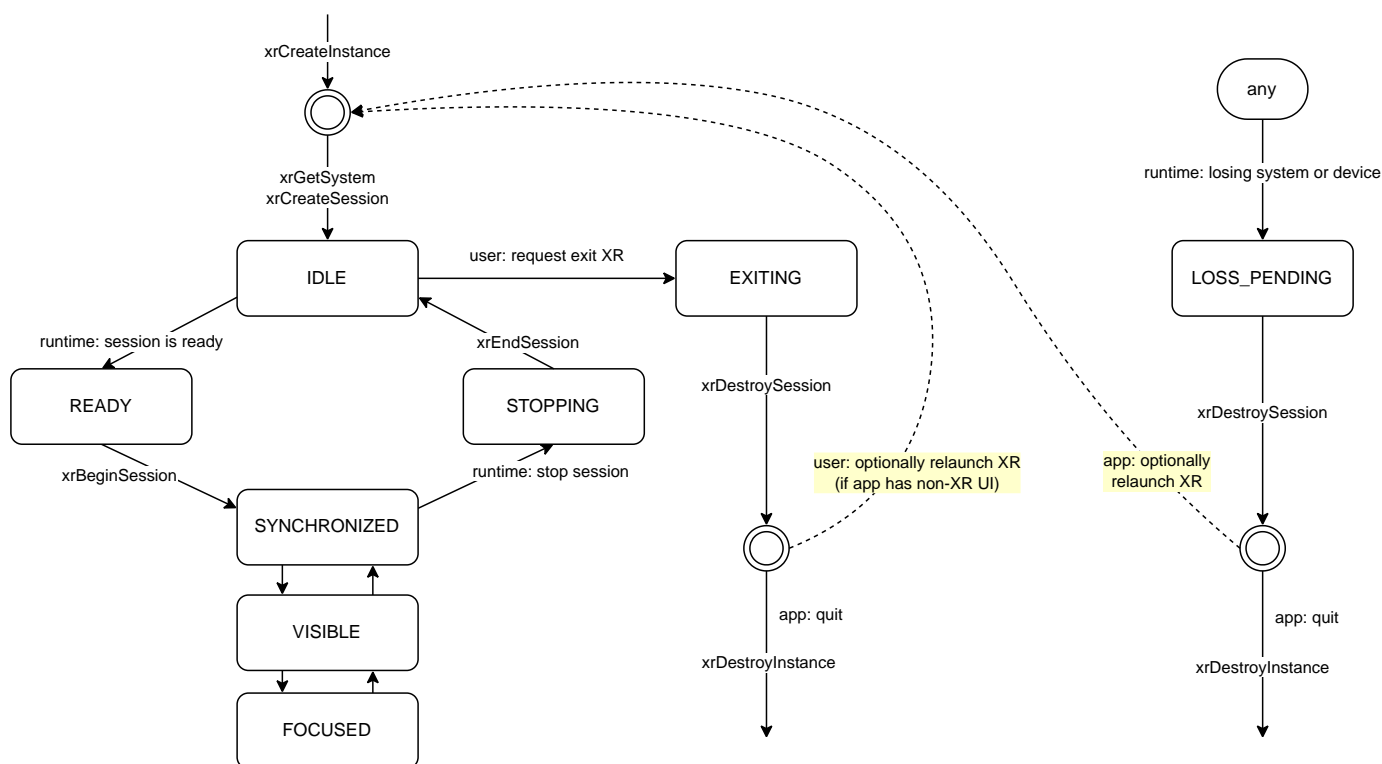 xrCreateInstance
any
runtime: losing system or device
xrGetSystem
xrCreateSession
IDLE
user: request exit XR
EXITING
LOSS_PENDING
runtime: session is ready
xrEndSession
READY
STOPPING
xrDestroySession
xrDestroySession
xrBeginSession
runtime: stop session
user: optionally relaunch XR
(if app has non-XR UI)
app: optionally
relaunch XR
SYNCHRONIZED
VISIBLE
app: quit
app: quit
xrDestroyInstance
xrDestroyInstance
FOCUSED